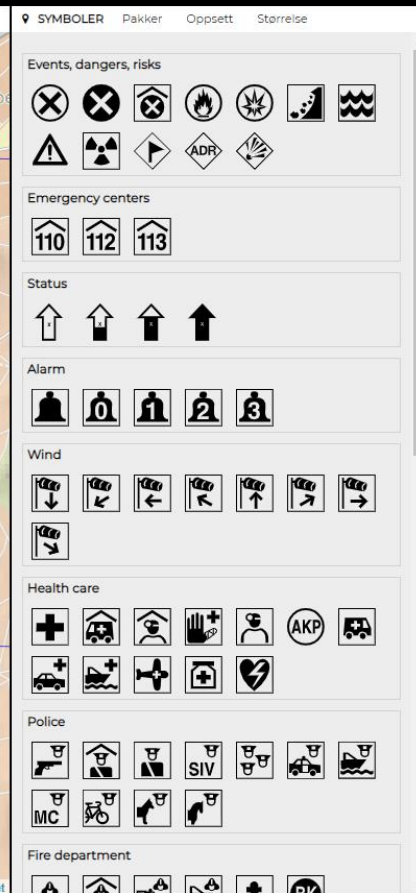 SYMBOLER Pakker Oppsett Størrelse
Events, dangers, risks
ADR
Emergency centers
110 112 113
Status
x x x x
Alarm
0 1 2 3
Wind
Health care
AKP
Police
SIV
MC
Fire department